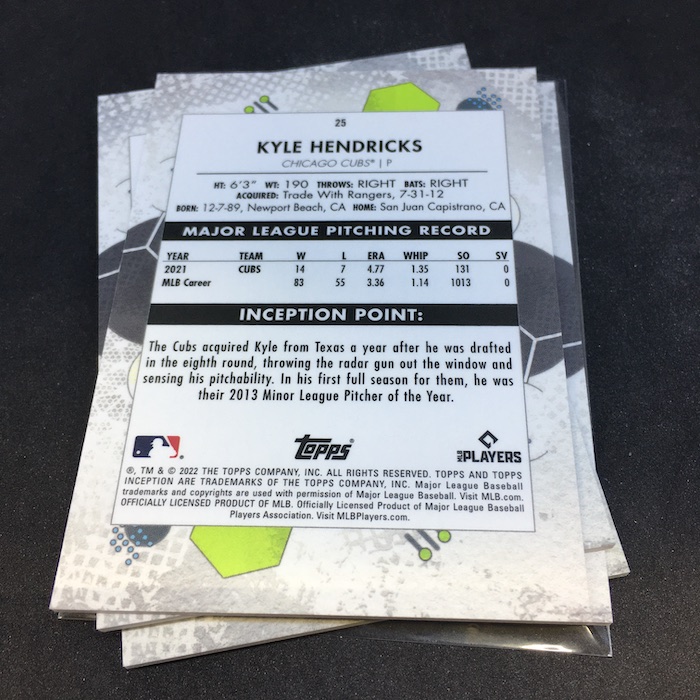 25
KYLE HENDRICKS
CHICAGO CUBS® | P
HT: 6'3" WT: 190 THROWS: RIGHT BATS: RIGHT
ACQUIRED: Trade With Rangers, 7-31-12
BORN: 12-7-89, Newport Beach, CA HOME: San Juan Capistrano, CA
MAJOR LEAGUE PITCHING RECORD
YEAR TEAM W L ERA WHIP SO SV
2021 CUBS 14 7 4.77 1.35 131 0
MLB Career 83 55 3.36 1.14 1013 0
INCEPTION POINT:
The Cubs acquired Kyle from Texas a year after he was drafted
in the eighth round, throwing the radar gun out the window and
sensing his pitchability. In his first full season for them, he was
their 2013 Minor League Pitcher of the Year.
topps®
MLB PLAYERS
®, TM & © 2022 THE TOPPS COMPANY, INC. ALL RIGHTS RESERVED. TOPPS AND TOPPS
INCEPTION ARE TRADEMARKS OF THE TOPPS COMPANY, INC. Major League Baseball
trademarks and copyrights are used with permission of Major League Baseball. Visit MLB.com.
OFFICIALLY LICENSED PRODUCT OF MLB. Officially Licensed Product of Major League Baseball
Players Association. Visit MLBPlayers.com.